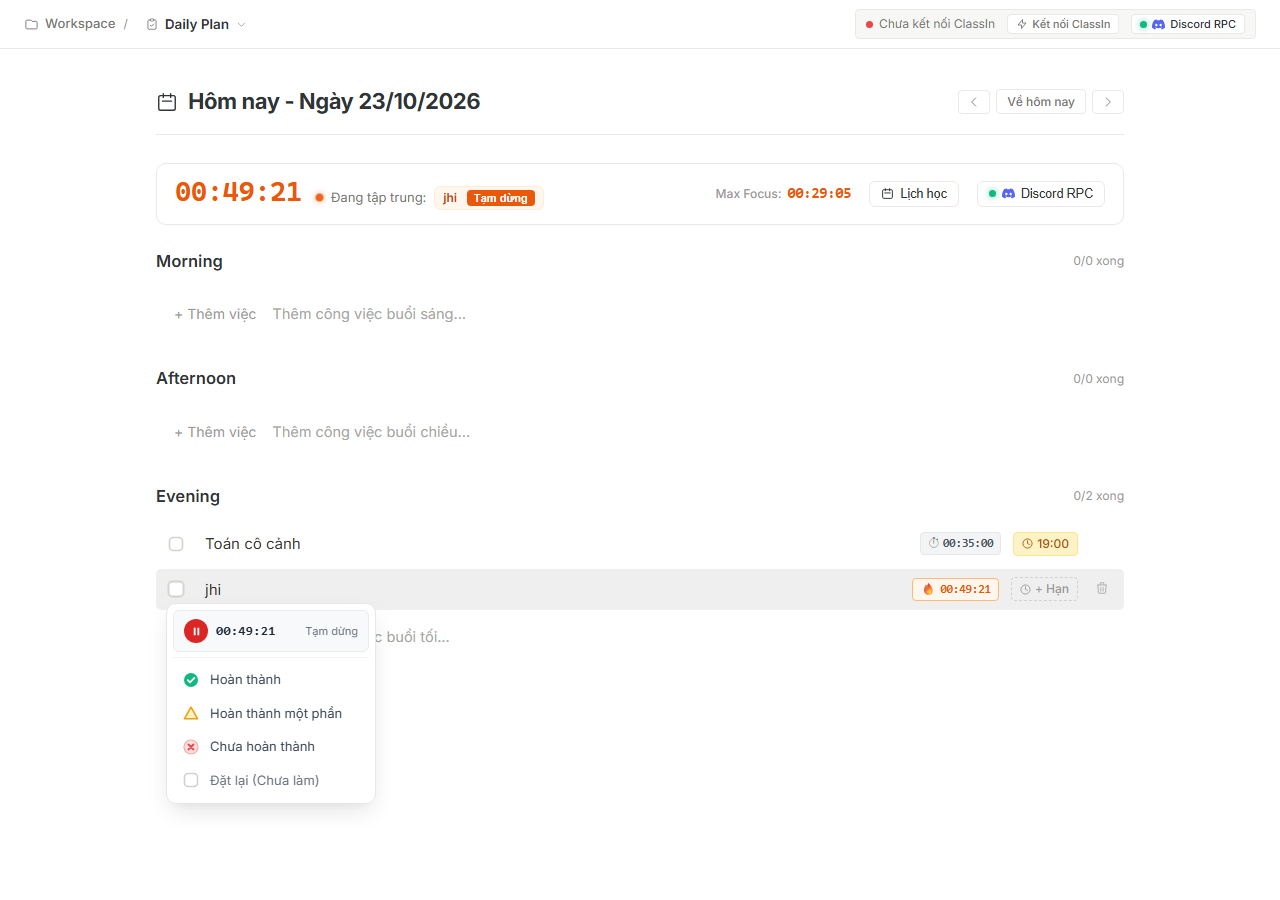 Workspace / Daily Plan
Chưa kết nối ClassIn Kết nối ClassIn Discord RPC
Hôm nay - Ngày 23/10/2026
Về hôm nay
00:49:21 Đang tập trung: jhi Tạm dừng
Max Focus: 00:29:05 Lịch học Discord RPC
Morning 0/0 xong
+ Thêm việc Thêm công việc buổi sáng...
Afternoon 0/0 xong
+ Thêm việc Thêm công việc buổi chiều...
Evening 0/2 xong
Toán cô cảnh 00:35:00 19:00
jhi 00:49:21 + Hạn
c buổi tối...
00:49:21 Tạm dừng
Hoàn thành
Hoàn thành một phần
Chưa hoàn thành
Đặt lại (Chưa làm)